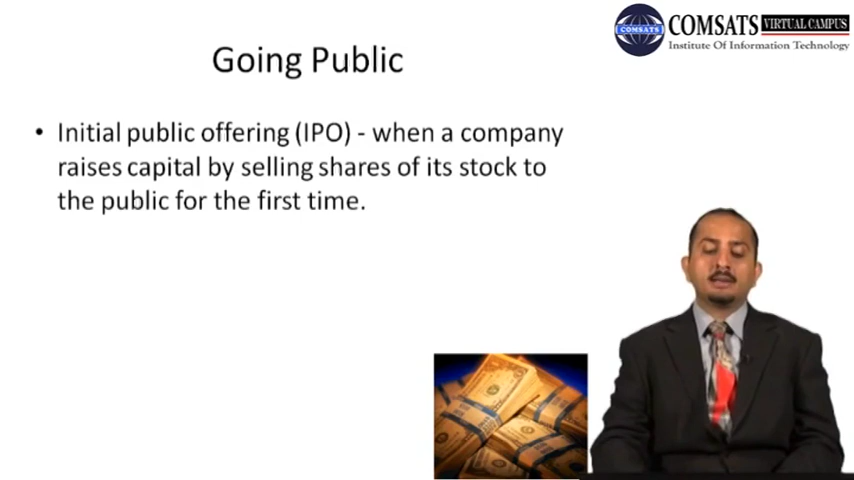 COMSATS VIRTUAL CAMPUS
COMSATS
Institute Of Information Technology
Going Public
• Initial public offering (IPO) - when a company
raises capital by selling shares of its stock to
the public for the first time.